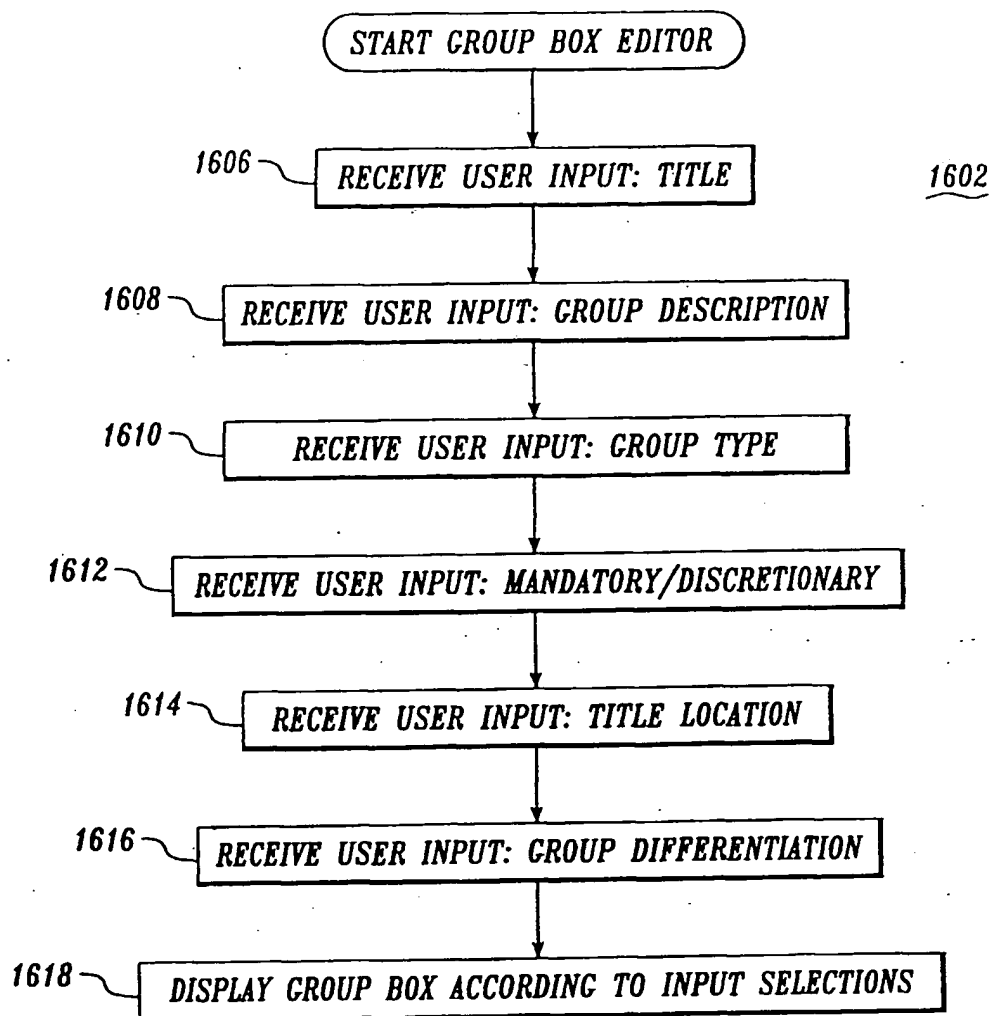 START GROUP BOX EDITOR
1606
RECEIVE USER INPUT: TITLE
1602
1608
RECEIVE USER INPUT: GROUP DESCRIPTION
1610
RECEIVE USER INPUT: GROUP TYPE
1612
RECEIVE USER INPUT: MANDATORY/DISCRETIONARY
1614
RECEIVE USER INPUT: TITLE LOCATION
1616
RECEIVE USER INPUT: GROUP DIFFERENTIATION
1618
DISPLAY GROUP BOX ACCORDING TO INPUT SELECTIONS